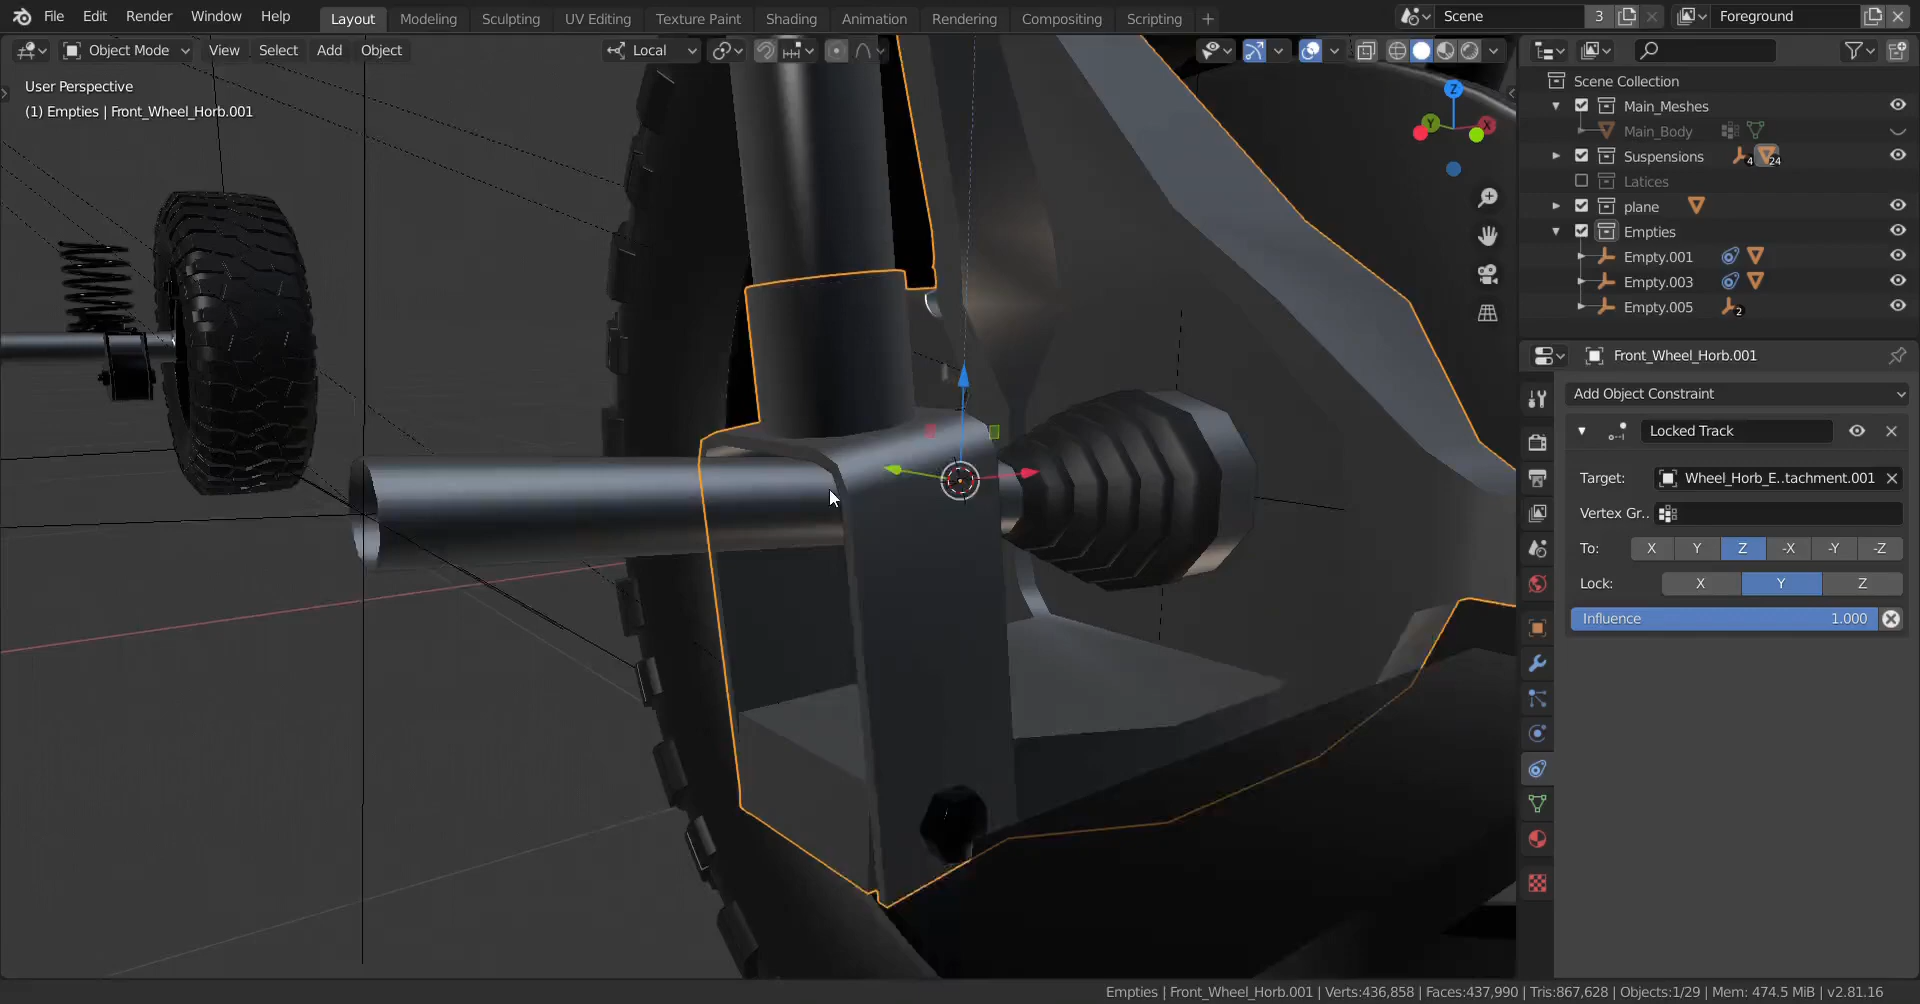 File Edit Render Window Help Layout Modeling Sculpting UV Editing Texture Paint Shading Animation Rendering Compositing Scripting + Scene 3 Foreground
Object Mode View Select Add Object Local
User Perspective
(1) Empties | Front_Wheel_Horb.001
Z
Y
X
Scene Collection
Main_Meshes
Main_Body
Suspensions 4 24
Latices
plane
Empties
Empty.001
Empty.003
Empty.005 2
Front_Wheel_Horb.001
Add Object Constraint
Locked Track
Target: Wheel_Horb_E..tachment.001
Vertex Gr..
To: X Y Z -X -Y -Z
Lock: X Y Z
Influence 1.000
Empties | Front_Wheel_Horb.001 | Verts:436,858 | Faces:437,990 | Tris:867,628 | Objects:1/29 | Mem: 474.5 MiB | v2.81.16